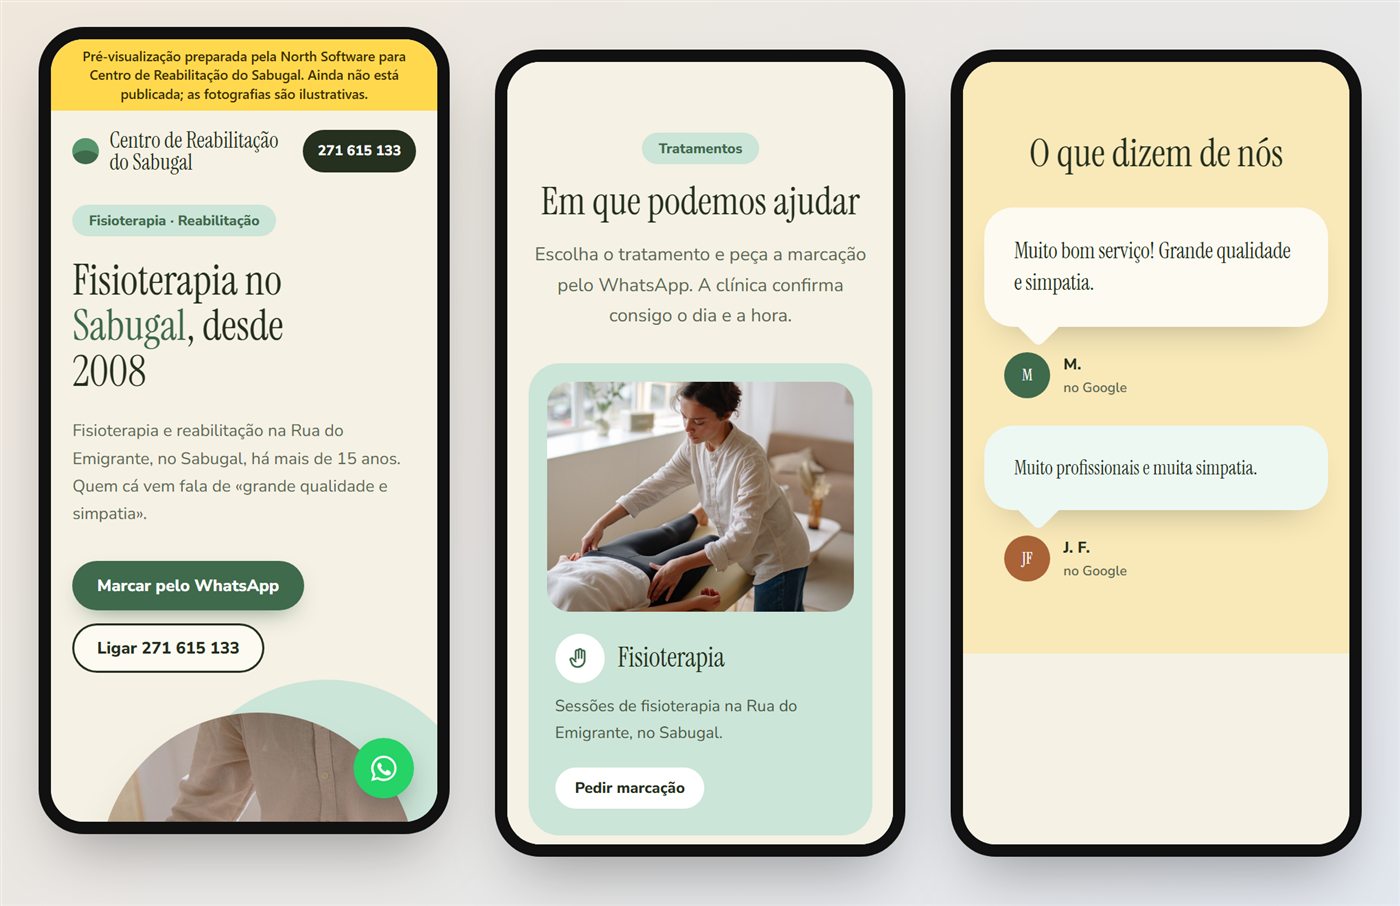 Pré-visualização preparada pela North Software para
Centro de Reabilitação do Sabugal. Ainda não está
publicada; as fotografias são ilustrativas.
Centro de Reabilitação
do Sabugal
271 615 133
Fisioterapia · Reabilitação
Fisioterapia no
Sabugal, desde
2008
Fisioterapia e reabilitação na Rua do
Emigrante, no Sabugal, há mais de 15 anos.
Quem cá vem fala de «grande qualidade e
simpatia».
Marcar pelo WhatsApp
Ligar 271 615 133
Tratamentos
Em que podemos ajudar
Escolha o tratamento e peça a marcação
pelo WhatsApp. A clínica confirma
consigo o dia e a hora.
Fisioterapia
Sessões de fisioterapia na Rua do
Emigrante, no Sabugal.
Pedir marcação
O que dizem de nós
Muito bom serviço! Grande qualidade
e simpatia.
M
M.
no Google
Muito profissionais e muita simpatia.
JF
J. F.
no Google